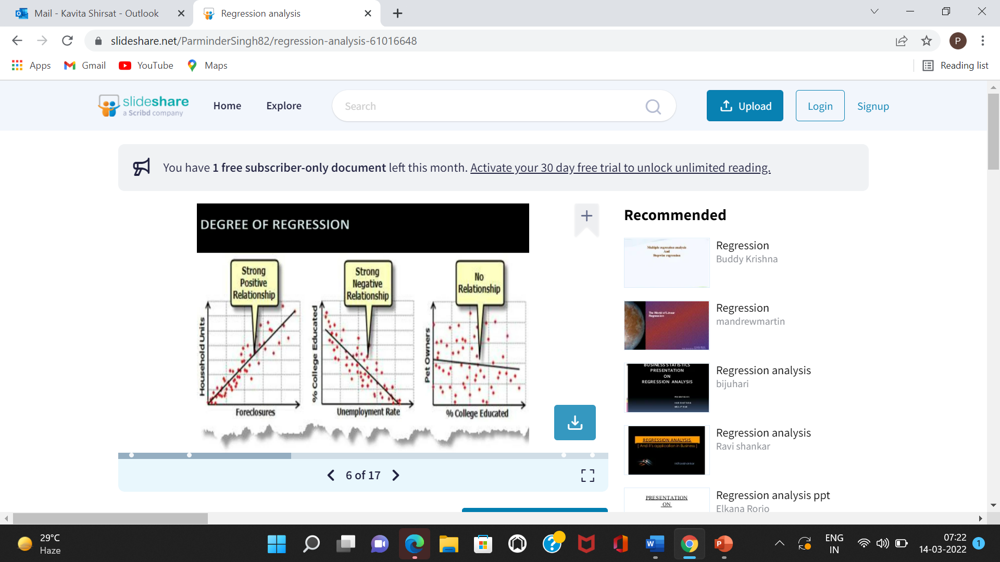 Mail - Kavita Shirsat - Outlook
Regression analysis
slideshare.net/ParminderSingh82/regression-analysis-61016648
P
Apps
Gmail
YouTube
Maps
Reading list
slideshare
a Scribd company
Home
Explore
Search
Upload
Login
Signup
You have 1 free subscriber-only document left this month. Activate your 30 day free trial to unlock unlimited reading.
DEGREE OF REGRESSION
Strong
Positive
Relationship
Strong
Negative
Relationship
No
Relationship
Household Units
Foreclosures
% College Educated
Unemployment Rate
Pet Owners
% College Educated
6 of 17
Recommended
Multiple regression analysis
And
Stepwise regression
Regression
Buddy Krishna
The World of Linear
Regression
Regression
mandrewmartin
BUSINESS STATISTICS
PRESENTATION
ON
REGRESSION ANALYSIS
Regression analysis
bijuhari
REGRESSION ANALYSIS
[ And it's application in Business ]
M.Ravishankar
Regression analysis
Ravi shankar
PRESENTATION
ON
Regression analysis ppt
Elkana Rorio
29°C
Haze
ENG
IN
07:22
14-03-2022
1